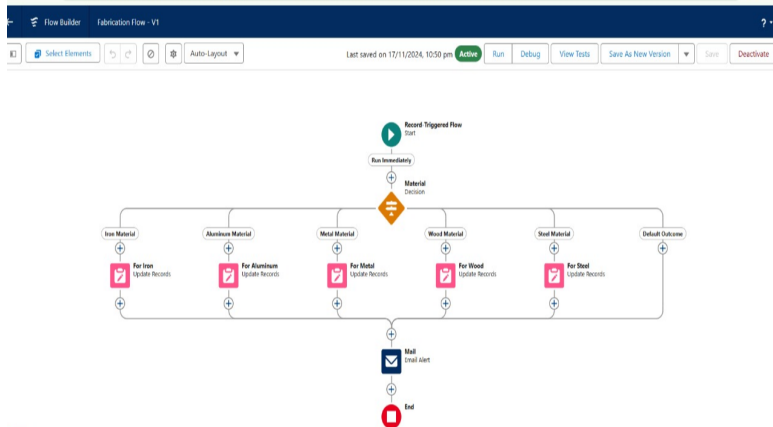 Flow Builder Fabrication Flow - V1 ?
Select Elements Auto-Layout Last saved on 17/11/2024, 10:50 pm Active Run Debug View Tests Save As New Version Save Deactivate
Record-Triggered Flow
Start
Run Immediately
Material
Decision
Iron Material Aluminum Material Metal Material Wood Material Steel Material Default Outcome
For Iron For Aluminum For Metal For Wood For Steel
Update Records Update Records Update Records Update Records Update Records
Mail
Email Alert
End